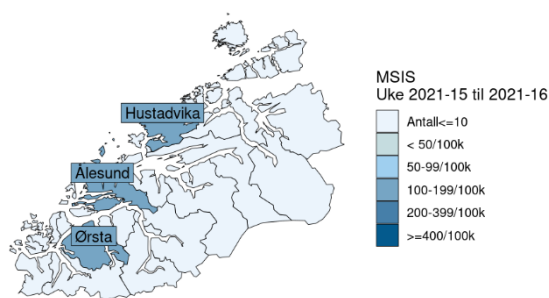 Hustadvika
Ålesund
Ørsta
MSIS
Uke 2021-15 til 2021-16
Antall<=10
< 50/100k
50-99/100k
100-199/100k
200-399/100k
>=400/100k